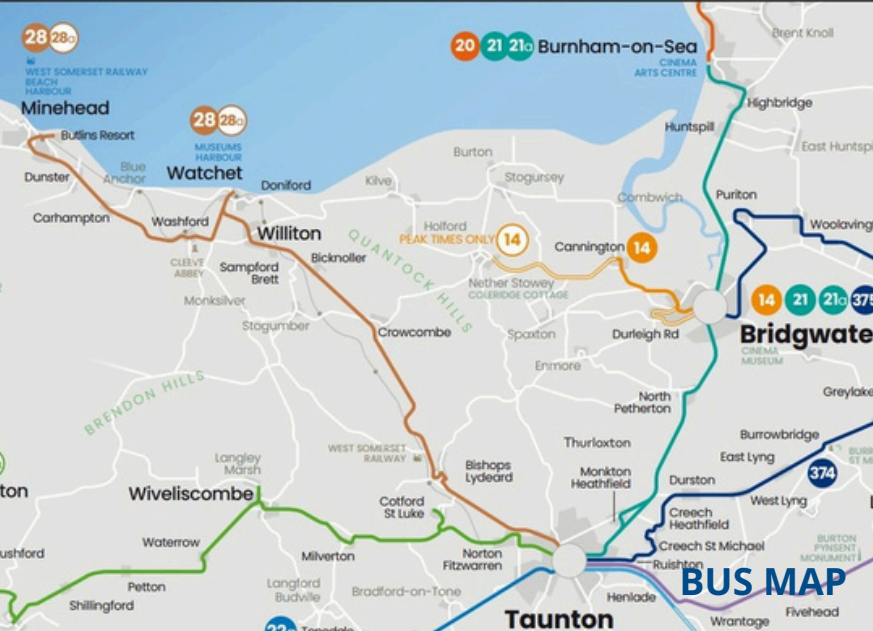 28 28a
WEST SOMERSET RAILWAY
BEACH
HARBOUR
Minehead
Butlins Resort
20 21 21a Burnham-on-Sea
CINEMA
ARTS CENTRE
Brent Knoll
Highbridge
Huntspill
East Huntspi
28 28a
MUSEUMS
HARBOUR
Watchet
Doniford
Dunster
Blue
Anchor
Carhampton
Washford
Williton
Kilve
Burton
Stogursey
Combwich
Puriton
Woolaving
Holford
PEAK TIMES ONLY 14
Cannington 14
CLEEVE
ABBEY
Sampford
Brett
Bicknoller
QUANTOCK HILLS
Nether Stowey
COLERIDGE COTTAGE
Monksilver
Stogumber
Crowcombe
Spaxton
Durleigh Rd
14 21 21a 375
Bridgwate
CINEMA
MUSEUM
Enmore
BRENDON HILLS
North
Petherton
Greylake
Thurloxton
Burrowbridge
East Lyng
374
West Lyng
WEST SOMERSET
RAILWAY
Bishops
Lydeard
Monkton
Heathfield
Durston
Langley
Marsh
ton
Wiveliscombe
Cotford
St Luke
Creech
Heathfield
Creech St Michael
Ruishton
BURTON
PYNSENT
MONUMENT
ushford
Waterrow
Milverton
Norton
Fitzwarren
Petton
Shillingford
Langford
Budville
Bradford-on-Tone
Taunton
Henlade
BUS MAP
Wrantage
Fivehead